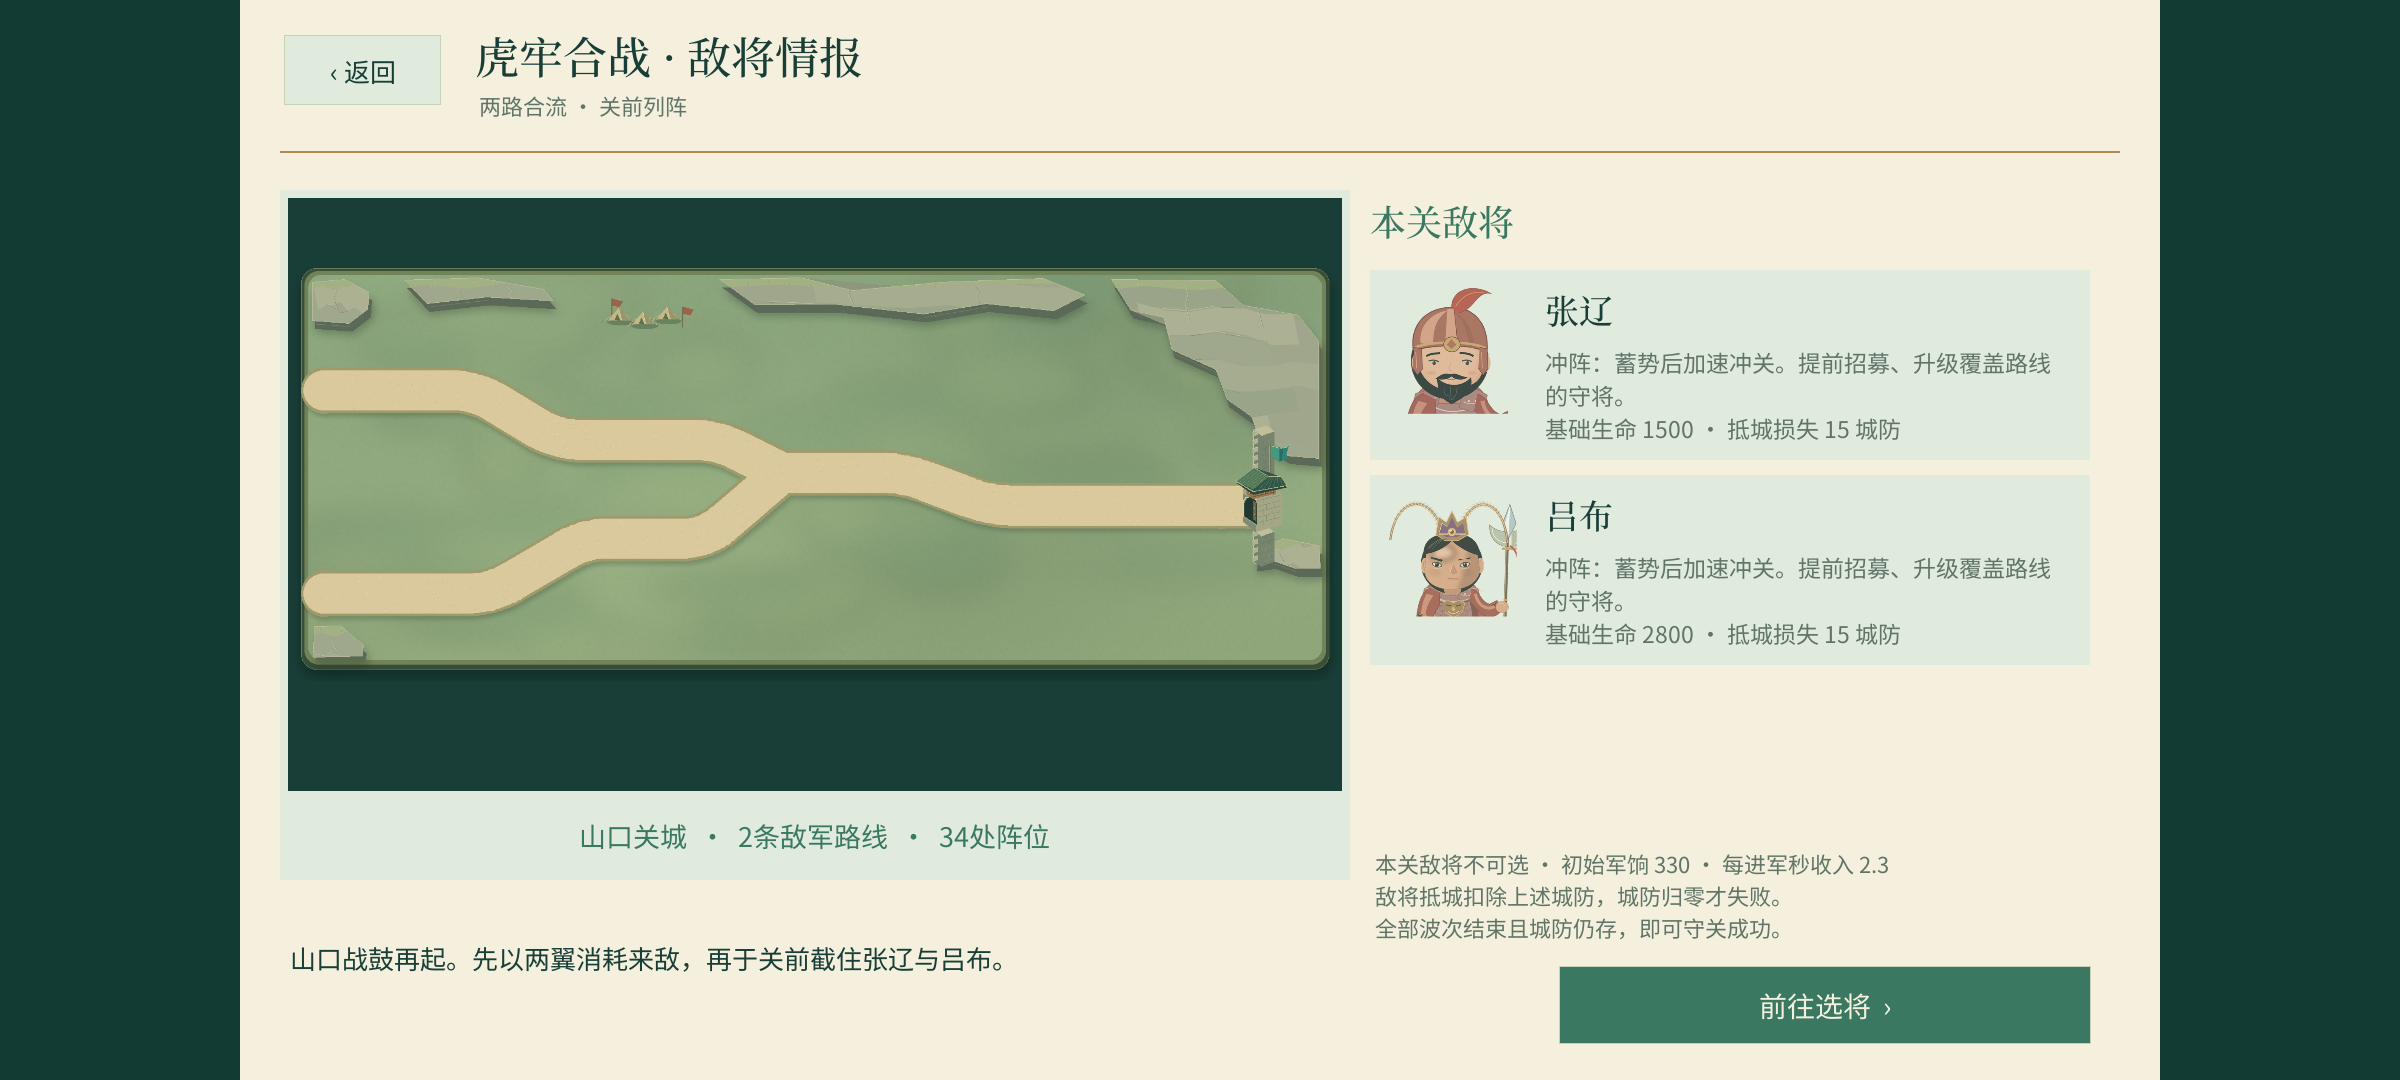 ‹ 返回
虎牢合战 · 敌将情报
两路合流 · 关前列阵
本关敌将
张辽
冲阵：蓄势后加速冲关。提前招募、升级覆盖路线
的守将。
基础生命 1500 · 抵城损失 15 城防
吕布
冲阵：蓄势后加速冲关。提前招募、升级覆盖路线
的守将。
基础生命 2800 · 抵城损失 15 城防
山口关城 · 2条敌军路线 · 34处阵位
山口战鼓再起。先以两翼消耗来敌，再于关前截住张辽与吕布。
本关敌将不可选 · 初始军饷 330 · 每进军秒收入 2.3
敌将抵城扣除上述城防，城防归零才失败。
全部波次结束且城防仍存，即可守关成功。
前往选将 ›